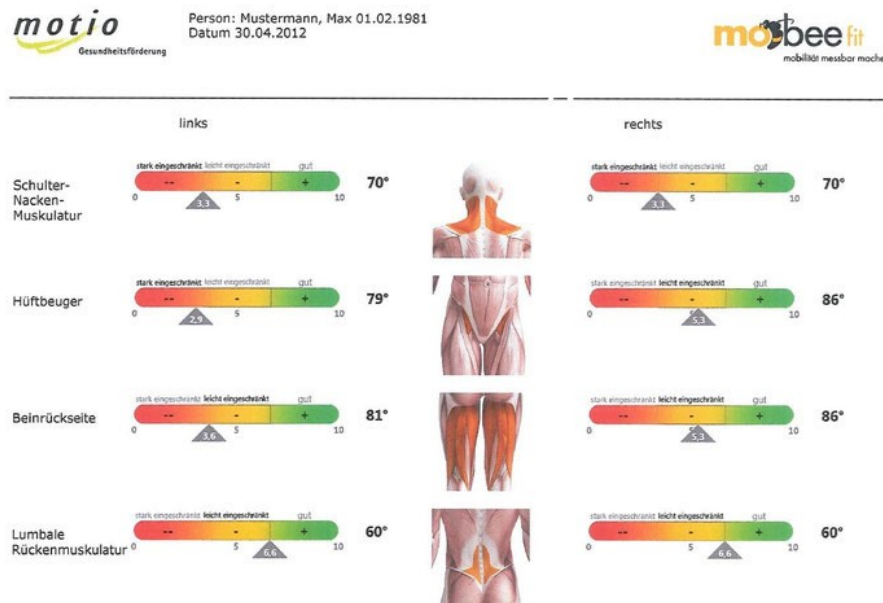 motio
Gesundheitsförderung
Person: Mustermann, Max 01.02.1981
Datum 30.04.2012
mobee fit
mobilität messbar mache
links
rechts
Schulter-
Nacken-
Muskulatur
stark eingeschränkt leicht eingeschränkt gut
-- - +
0 5 10
3,3
70°
stark eingeschränkt leicht eingeschränkt gut
-- - +
0 5 10
3,3
70°
Hüftbeuger
stark eingeschränkt leicht eingeschränkt gut
-- - +
0 5 10
2,9
79°
stark eingeschränkt leicht eingeschränkt gut
-- - +
0 5 10
5,3
86°
Beinrückseite
stark eingeschränkt leicht eingeschränkt gut
-- - +
0 5 10
3,6
81°
stark eingeschränkt leicht eingeschränkt gut
-- - +
0 5 10
5,3
86°
Lumbale
Rückenmuskulatur
stark eingeschränkt leicht eingeschränkt gut
-- - +
0 5 10
6,6
60°
stark eingeschränkt leicht eingeschränkt gut
-- - +
0 5 10
6,6
60°